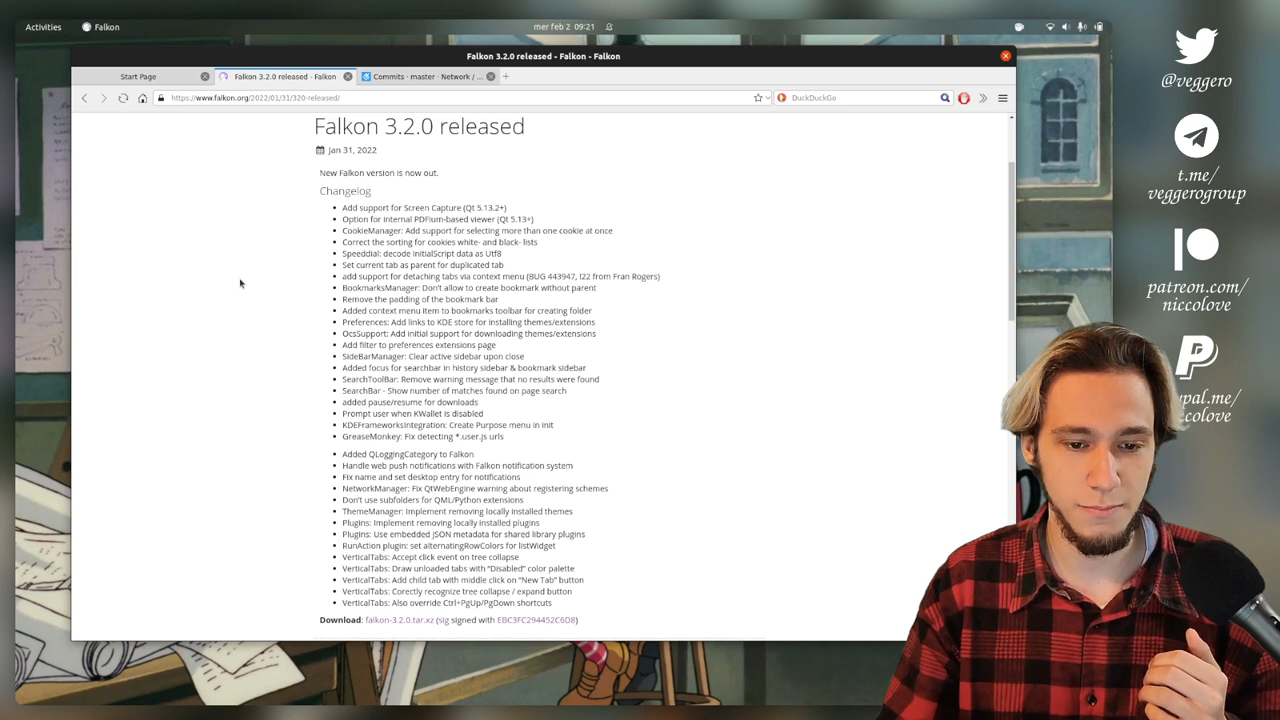 Activities
Falkon
mer feb 2 09:21
Falkon 3.2.0 released - Falkon - Falkon
Start Page
Falkon 3.2.0 released - Falkon
Commits · master · Network / ...
https://www.falkon.org/2022/01/31/320-released/
DuckDuckGo
Falkon 3.2.0 released
Jan 31, 2022
New Falkon version is now out.
Changelog
• Add support for Screen Capture (Qt 5.13.2+)
• Option for internal PDFium-based viewer (Qt 5.13+)
• CookieManager: Add support for selecting more than one cookie at once
• Correct the sorting for cookies white- and black- lists
• Speeddial: decode initialScript data as Utf8
• Set current tab as parent for duplicated tab
• add support for detaching tabs via context menu (BUG 443947, !22 from Fran Rogers)
• BookmarksManager: Don't allow to create bookmark without parent
• Remove the padding of the bookmark bar
• Added context menu item to bookmarks toolbar for creating folder
• Preferences: Add links to KDE store for installing themes/extensions
• OcsSupport: Add initial support for downloading themes/extensions
• Add filter to preferences extensions page
• SideBarManager: Clear active sidebar upon close
• Added focus for searchbar in history sidebar & bookmark sidebar
• SearchToolBar: Remove warning message that no results were found
• SearchBar - Show number of matches found on page search
• added pause/resume for downloads
• Prompt user when KWallet is disabled
• KDEFrameworksIntegration: Create Purpose menu in init
• GreaseMonkey: Fix detecting *.user.js urls
• Added QLoggingCategory to Falkon
• Handle web push notifications with Falkon notification system
• Fix name and set desktop entry for notifications
• NetworkManager: Fix QtWebEngine warning about registering schemes
• Don't use subfolders for QML/Python extensions
• ThemeManager: Implement removing locally installed themes
• Plugins: Implement removing locally installed plugins
• Plugins: Use embedded JSON metadata for shared library plugins
• RunAction plugin: set alternatingRowColors for listWidget
• VerticalTabs: Accept click event on tree collapse
• VerticalTabs: Draw unloaded tabs with "Disabled" color palette
• VerticalTabs: Add child tab with middle click on "New Tab" button
• VerticalTabs: Corectly recognize tree collapse / expand button
• VerticalTabs: Also override Ctrl+PgUp/PgDown shortcuts
Download: falkon-3.2.0.tar.xz (sig signed with EBC3FC294452C6D8)
@veggero
t.me/
veggerogroup
patreon.com/
niccolove
pal.me/
colove